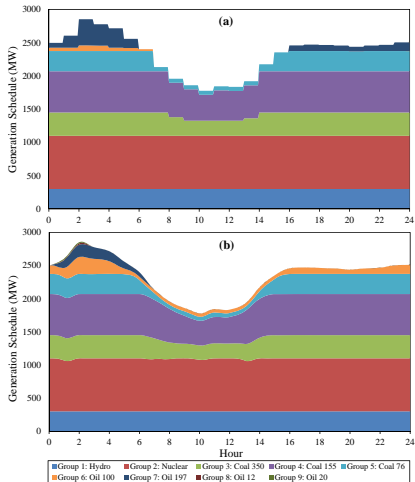 3000
(a)
2500
2000
1500
1000
500
0
Generation Schedule (MW)
0 2 4 6 8 10 12 14 16 18 20 22 24
3000
(b)
2500
2000
1500
1000
500
0
Generation Schedule (MW)
0 2 4 6 8 10 12 14 16 18 20 22 24
Hour
Group 1: Hydro Group 2: Nuclear Group 3: Coal 350 Group 4: Coal 155 Group 5: Coal 76
Group 6: Oil 100 Group 7: Oil 197 Group 8: Oil 12 Group 9: Oil 20